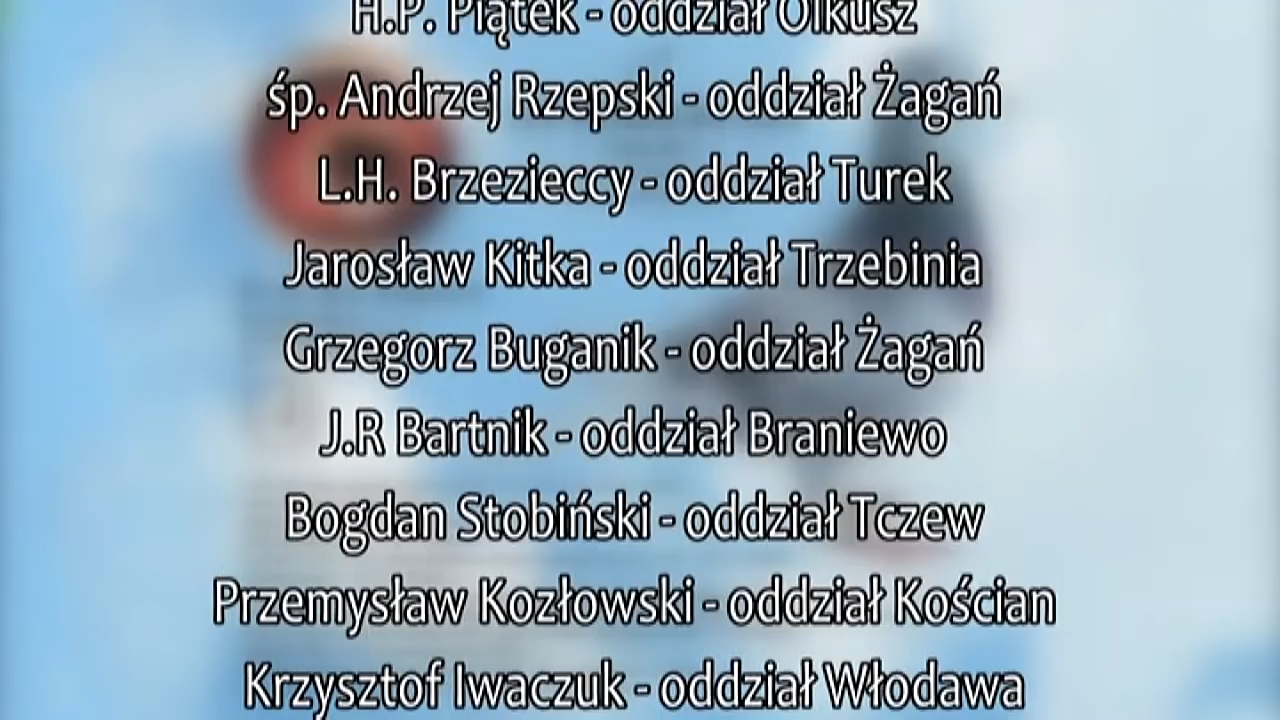 H.P. Piątek - oddział Olkusz
śp. Andrzej Rzepski - oddział Żagań
L.H. Brzezieccy - oddział Turek
Jarosław Kitka - oddział Trzebinia
Grzegorz Buganik - oddział Żagań
J.R Bartnik - oddział Braniewo
Bogdan Stobiński - oddział Tczew
Przemysław Kozłowski - oddział Kościan
Krzysztof Iwaczuk - oddział Włodawa